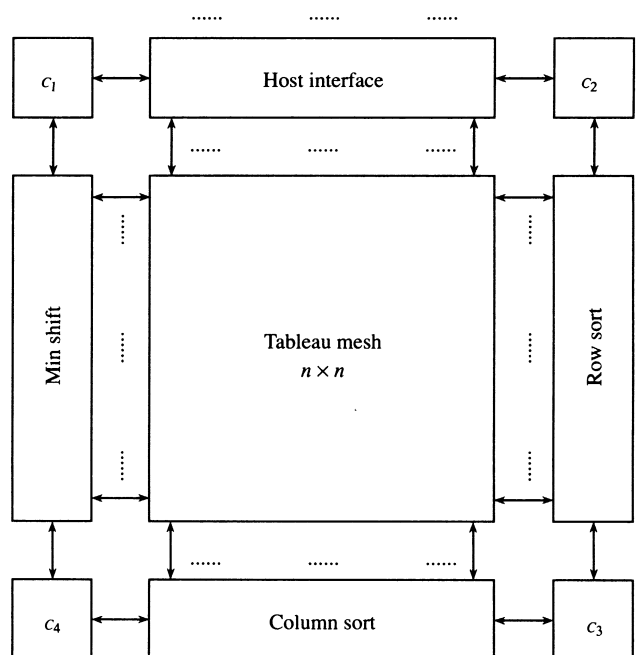 c1
Host interface
c2
Min shift
Tableau mesh
n × n
Row sort
c4
Column sort
c3